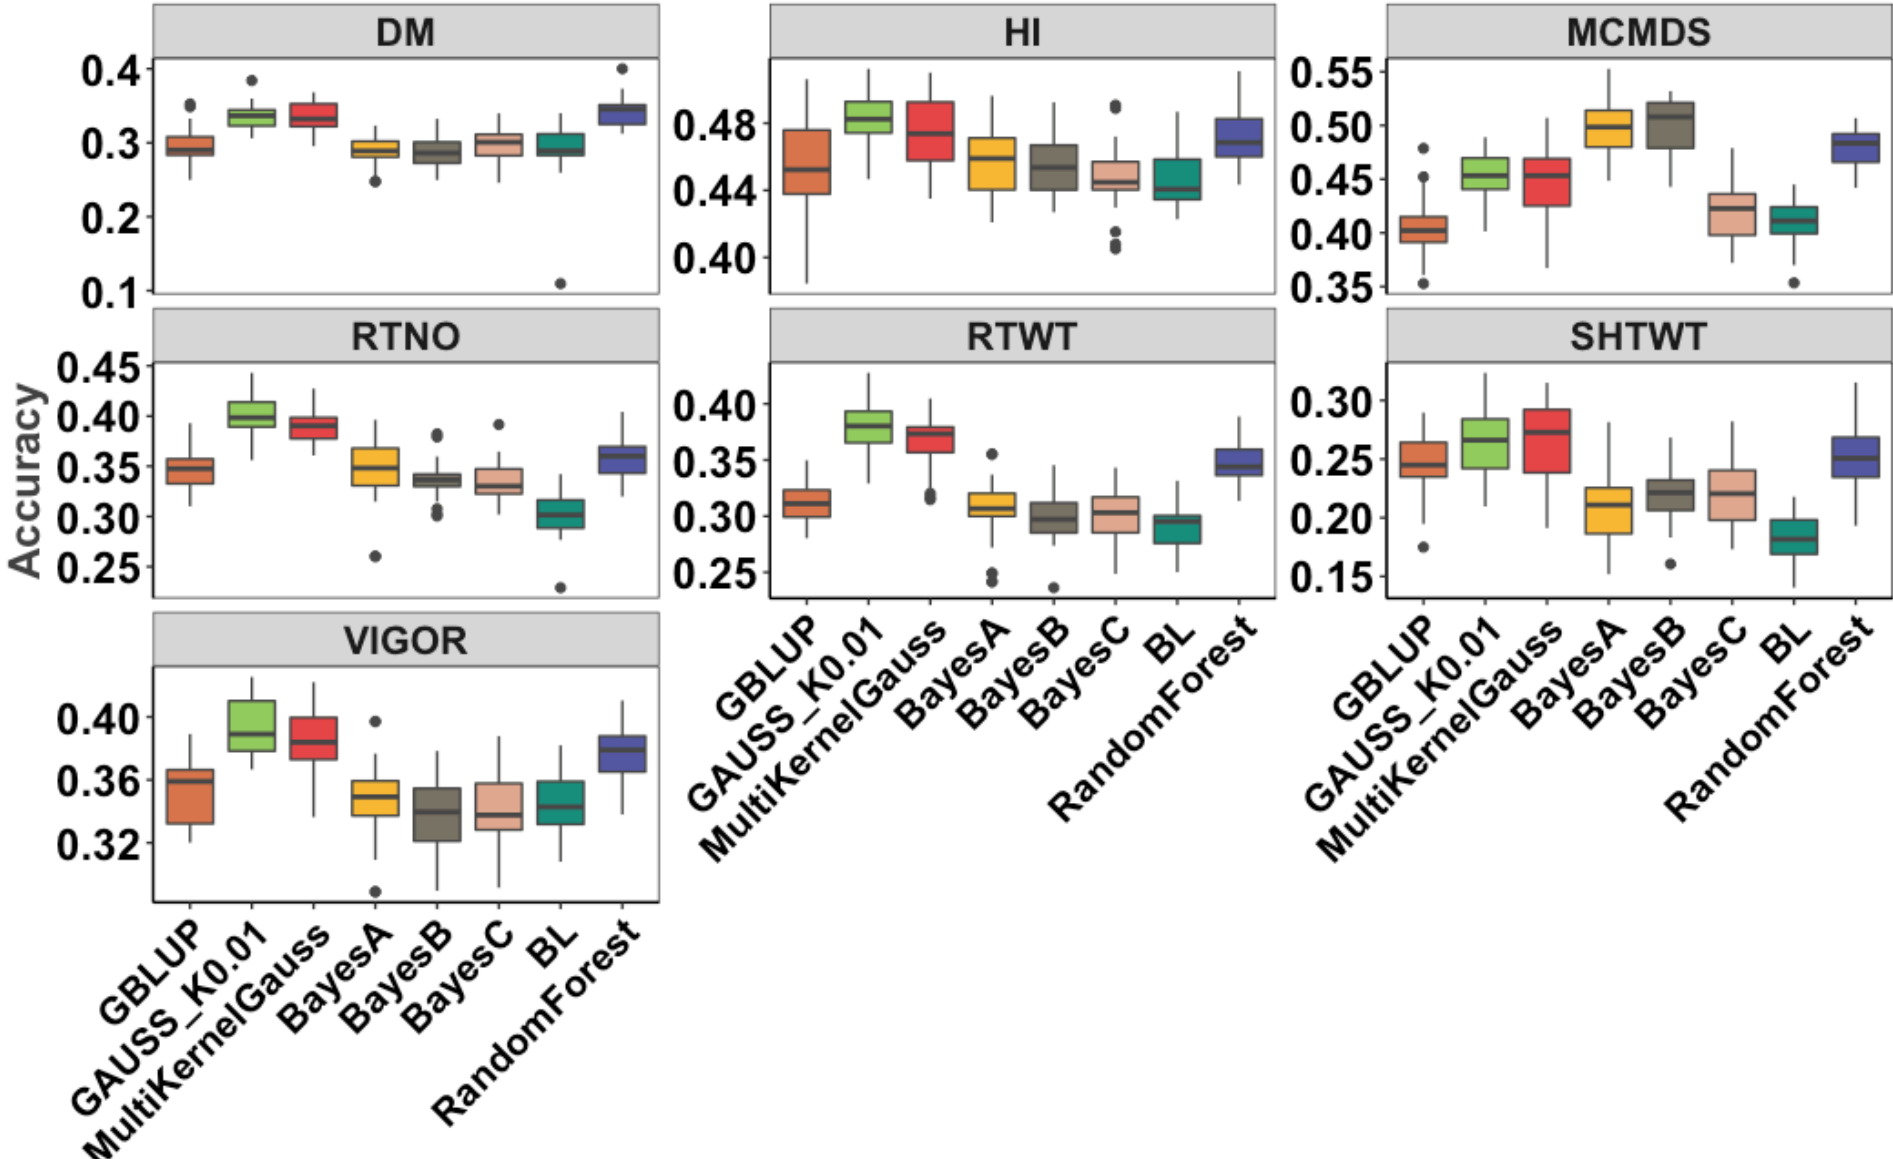 DM
HI
MCMDS
0.4
0.3
0.2
0.1
0.48
0.44
0.40
0.55
0.50
0.45
0.40
0.35
RTNO
RTWT
SHTWT
Accuracy
0.45
0.40
0.35
0.30
0.25
0.40
0.35
0.30
0.25
0.30
0.25
0.20
0.15
GBLUP
GAUSS_K0.01
MultiKernelGauss
BayesA
BayesB
BayesC
BL
RandomForest
GBLUP
GAUSS_K0.01
MultiKernelGauss
BayesA
BayesB
BayesC
BL
RandomForest
VIGOR
0.40
0.36
0.32
GBLUP
GAUSS_K0.01
MultiKernelGauss
BayesA
BayesB
BayesC
BL
RandomForest